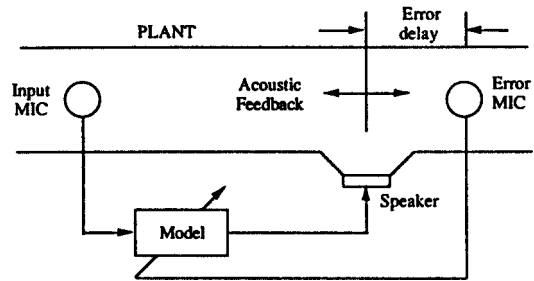 PLANT
Error
delay
Input
MIC
Acoustic
Feedback
Error
MIC
Speaker
Model